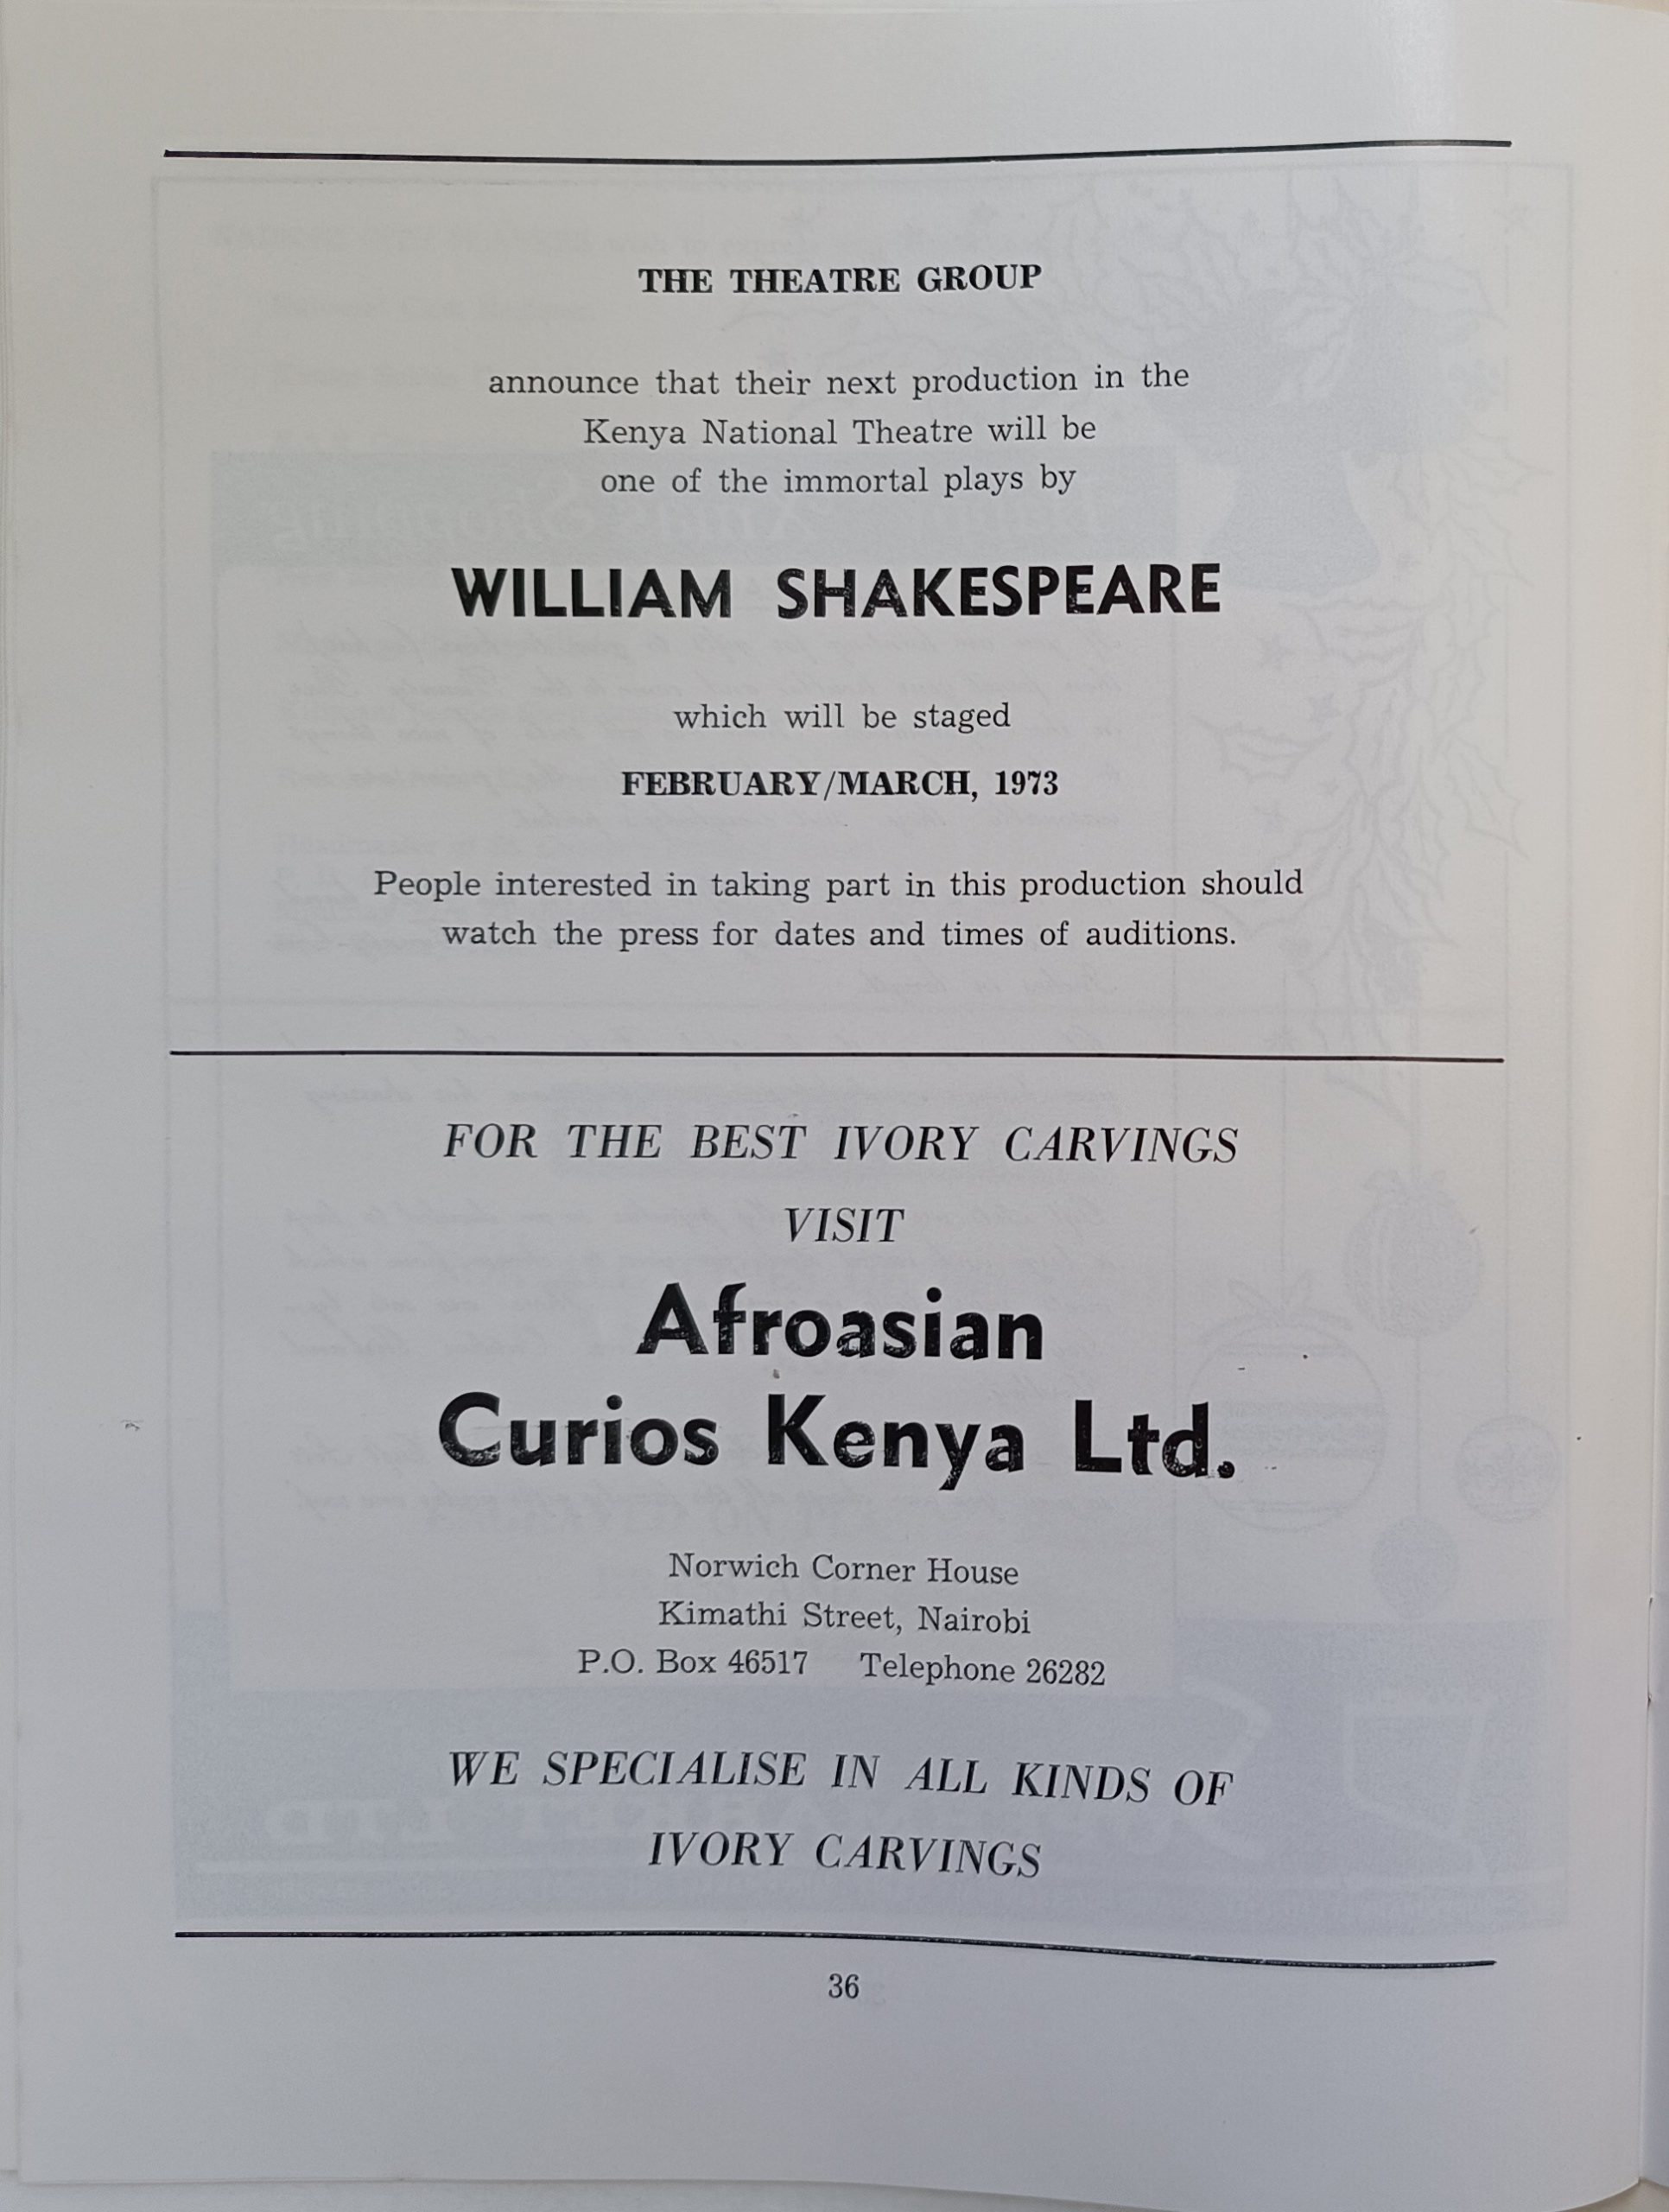 THE THEATRE GROUP
announce that their next production in the
Kenya National Theatre will be
one of the immortal plays by
WILLIAM SHAKESPEARE
which will be staged
FEBRUARY/MARCH, 1973
People interested in taking part in this production should
watch the press for dates and times of auditions.
FOR THE BEST IVORY CARVINGS
VISIT
Afroasian
Curios Kenya Ltd.
Norwich Corner House
Kimathi Street, Nairobi
P.O. Box 46517 Telephone 26282
WE SPECIALISE IN ALL KINDS OF
IVORY CARVINGS
36